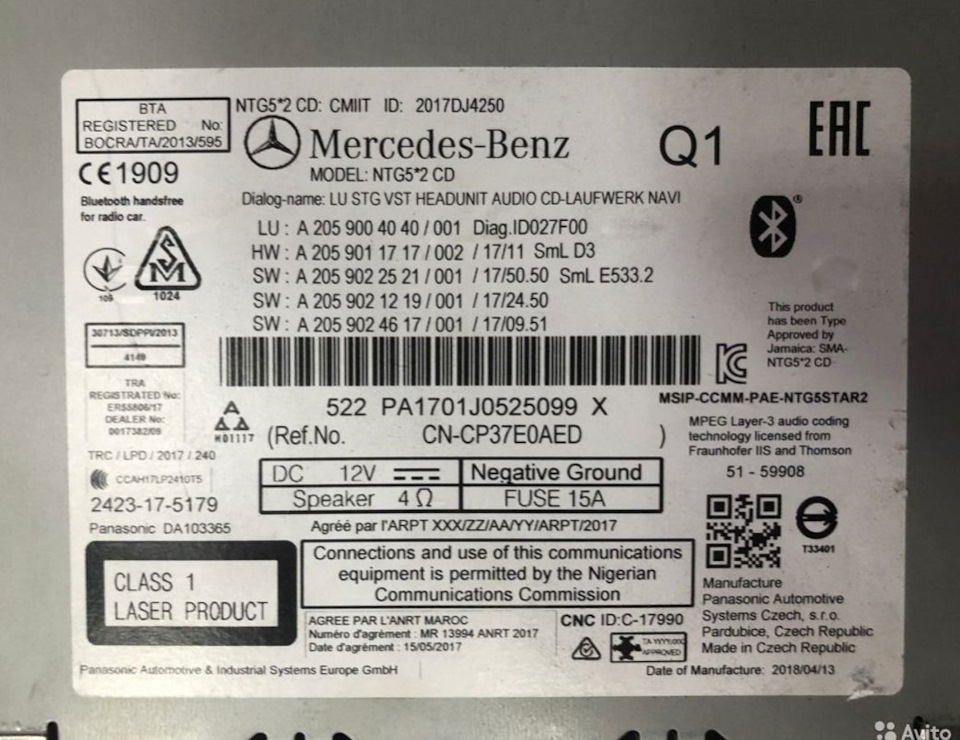 BTA
REGISTERED No:
BOCRA/TA/2013/595
NTG5*2 CD: CMIIT ID: 2017DJ4250
Mercedes-Benz
Q1
EAC
MODEL: NTG5*2 CD
CE1909
Bluetooth handsfree
for radio car.
Dialog-name: LU STG VST HEADUNIT AUDIO CD-LAUFWERK NAVI
LU : A 205 900 40 40 / 001 Diag.ID027F00
HW : A 205 901 17 17 / 002 / 17/11 SmL D3
SW : A 205 902 25 21 / 001 / 17/50.50 SmL E533.2
SW : A 205 902 12 19 / 001 / 17/24.50
SW : A 205 902 46 17 / 001 / 17/09.51
109
SM
1024
30713/SDPPI/2013
4149
This product
has been Type
Approved by
Jamaica: SMA-
NTG5*2 CD
TRA
REGISTRATED No:
ER55806/17
DEALER No:
0017382/09
522 PA1701J0525099 X
MSIP-CCMM-PAE-NTG5STAR2
M01117
(Ref.No. CN-CP37E0AED )
MPEG Layer-3 audio coding
technology licensed from
Fraunhofer IIS and Thomson
51 - 59908
TRC / LPD / 2017 / 240
CCAH17LP2410T5
2423-17-5179
Panasonic DA103365
DC 12V Negative Ground
Speaker 4 Ω FUSE 15A
Agréé par l'ARPT XXX/ZZ/AA/YY/ARPT/2017
T33401
CLASS 1
LASER PRODUCT
Connections and use of this communications
equipment is permitted by the Nigerian
Communications Commission
Manufacture
Panasonic Automotive
Systems Czech, s.r.o.
Pardubice, Czech Republic
Made in Czech Republic
AGREE PAR L'ANRT MAROC
Numéro d'agrément : MR 13994 ANRT 2017
Date d'agrément : 15/05/2017
CNC ID:C-17990
APPROVED
Panasonic Automotive & Industrial Systems Europe GmbH
Date of Manufacture: 2018/04/13
Avito